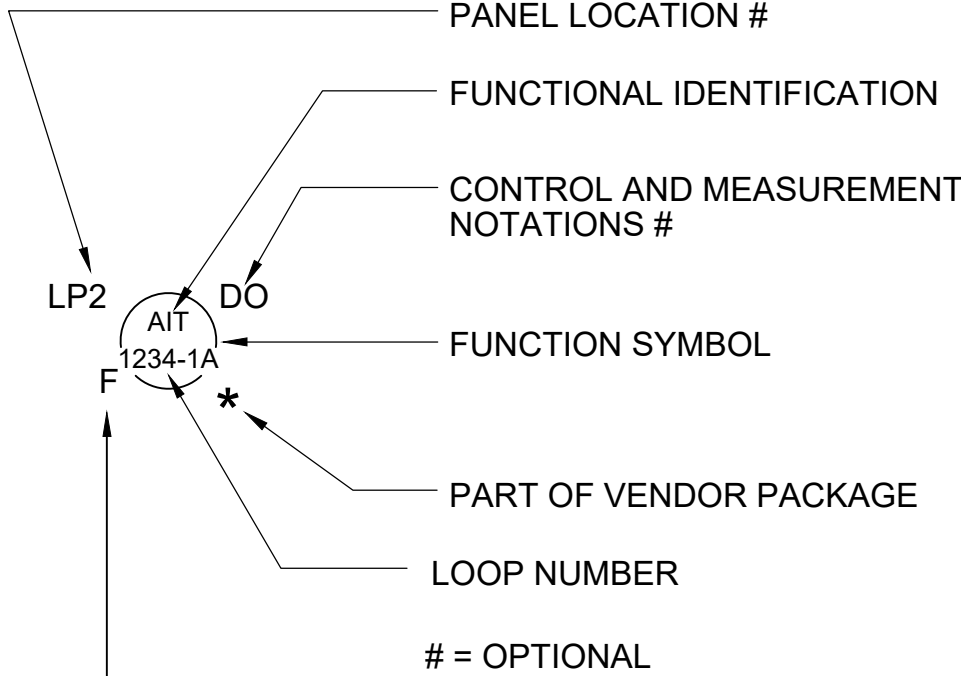 PANEL LOCATION #
FUNCTIONAL IDENTIFICATION
CONTROL AND MEASUREMENT
NOTATIONS #
LP2
DO
AIT
1234-1A
FUNCTION SYMBOL
F
*
PART OF VENDOR PACKAGE
LOOP NUMBER
# = OPTIONAL